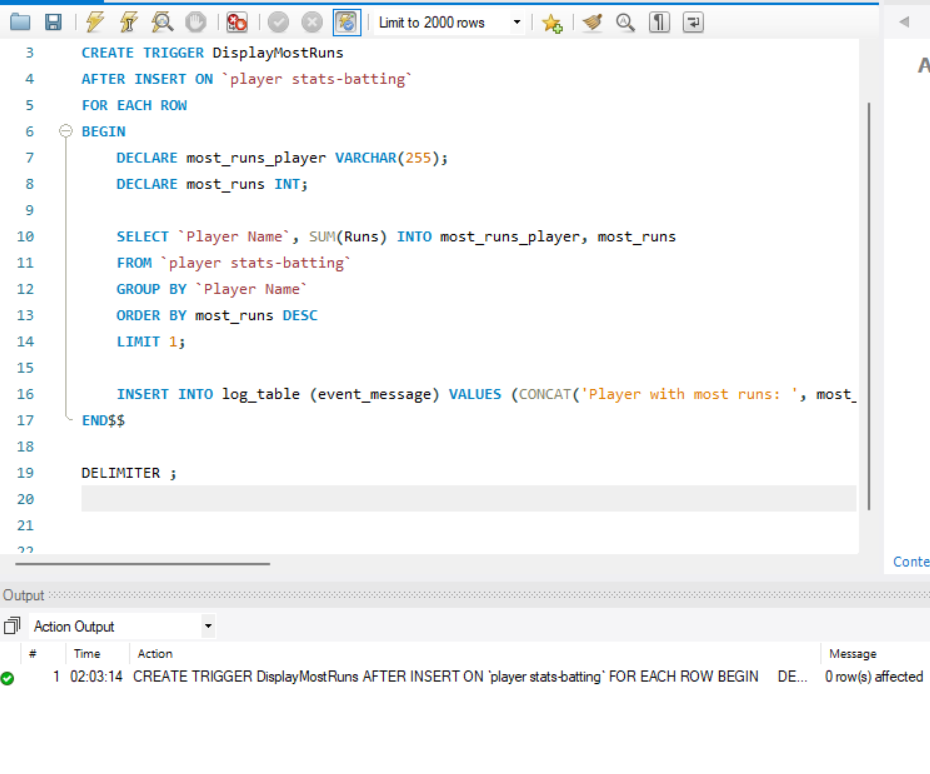 Limit to 2000 rows
3 CREATE TRIGGER DisplayMostRuns
4 AFTER INSERT ON `player stats-batting`
5 FOR EACH ROW
6 BEGIN
7 DECLARE most_runs_player VARCHAR(255);
8 DECLARE most_runs INT;
9
10 SELECT `Player Name`, SUM(Runs) INTO most_runs_player, most_runs
11 FROM `player stats-batting`
12 GROUP BY `Player Name`
13 ORDER BY most_runs DESC
14 LIMIT 1;
15
16 INSERT INTO log_table (event_message) VALUES (CONCAT('Player with most runs: ', most_
17 END$$
18
19 DELIMITER ;
20
21
22
A
Conte
Output
Action Output
# Time Action Message
1 02:03:14 CREATE TRIGGER DisplayMostRuns AFTER INSERT ON `player stats-batting` FOR EACH ROW BEGIN DE... 0 row(s) affected